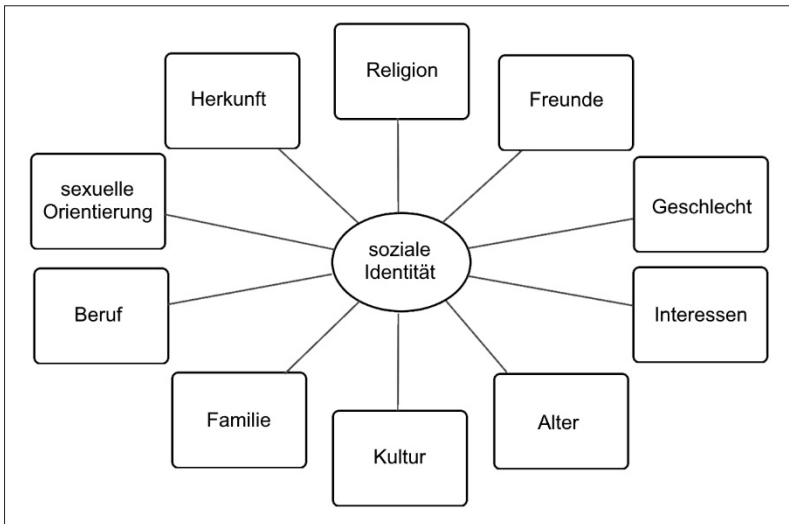 Religion
Herkunft
Freunde
sexuelle
Orientierung
Geschlecht
soziale
Identität
Beruf
Interessen
Familie
Alter
Kultur